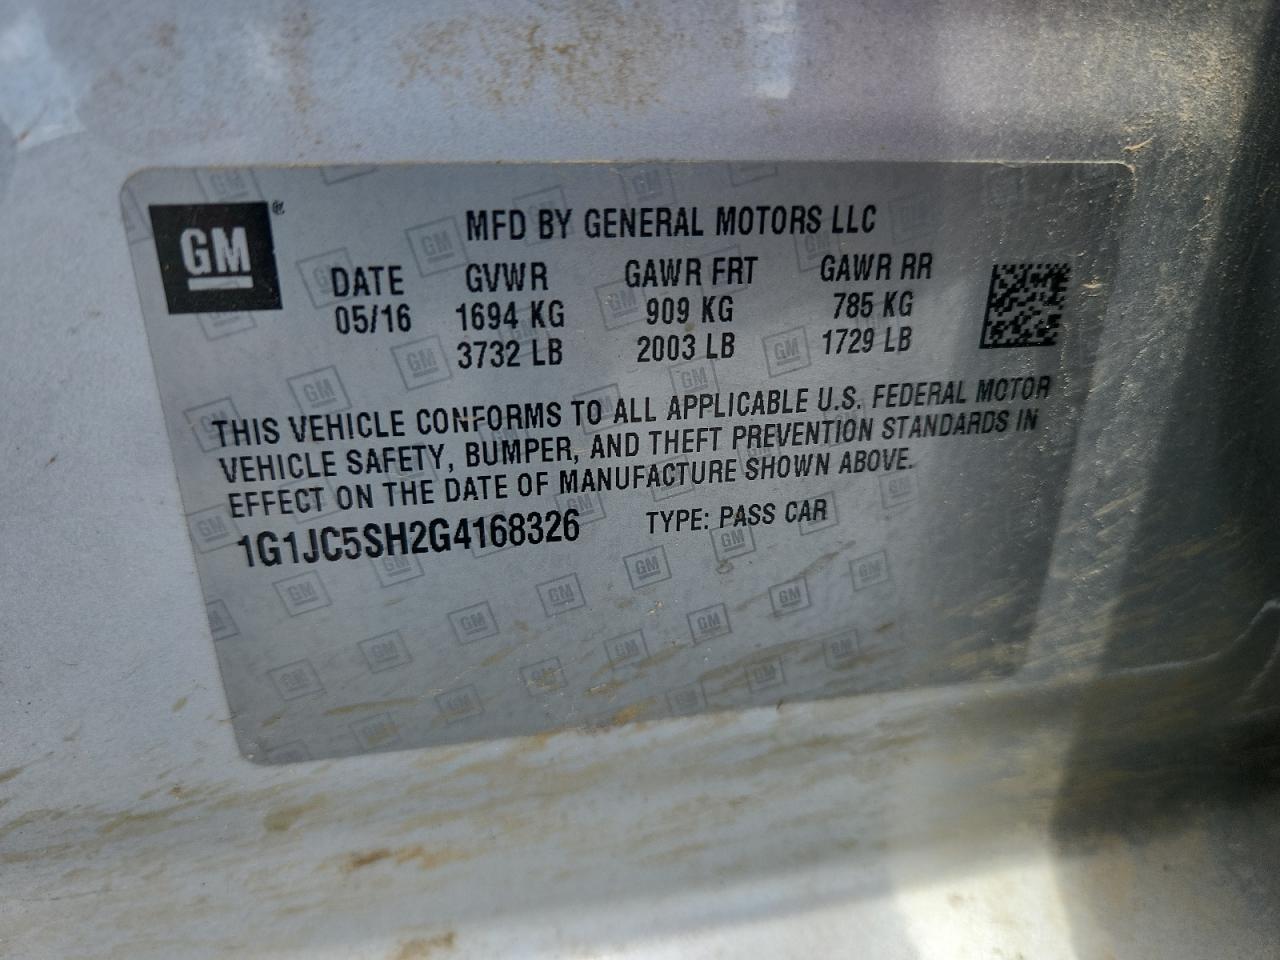 GM®
MFD BY GENERAL MOTORS LLC
DATE GVWR GAWR FRT GAWR RR
05/16 1694 KG 909 KG 785 KG
3732 LB 2003 LB 1729 LB
THIS VEHICLE CONFORMS TO ALL APPLICABLE U.S. FEDERAL MOTOR
VEHICLE SAFETY, BUMPER, AND THEFT PREVENTION STANDARDS IN
EFFECT ON THE DATE OF MANUFACTURE SHOWN ABOVE.
1G1JC5SH2G4168326 TYPE: PASS CAR